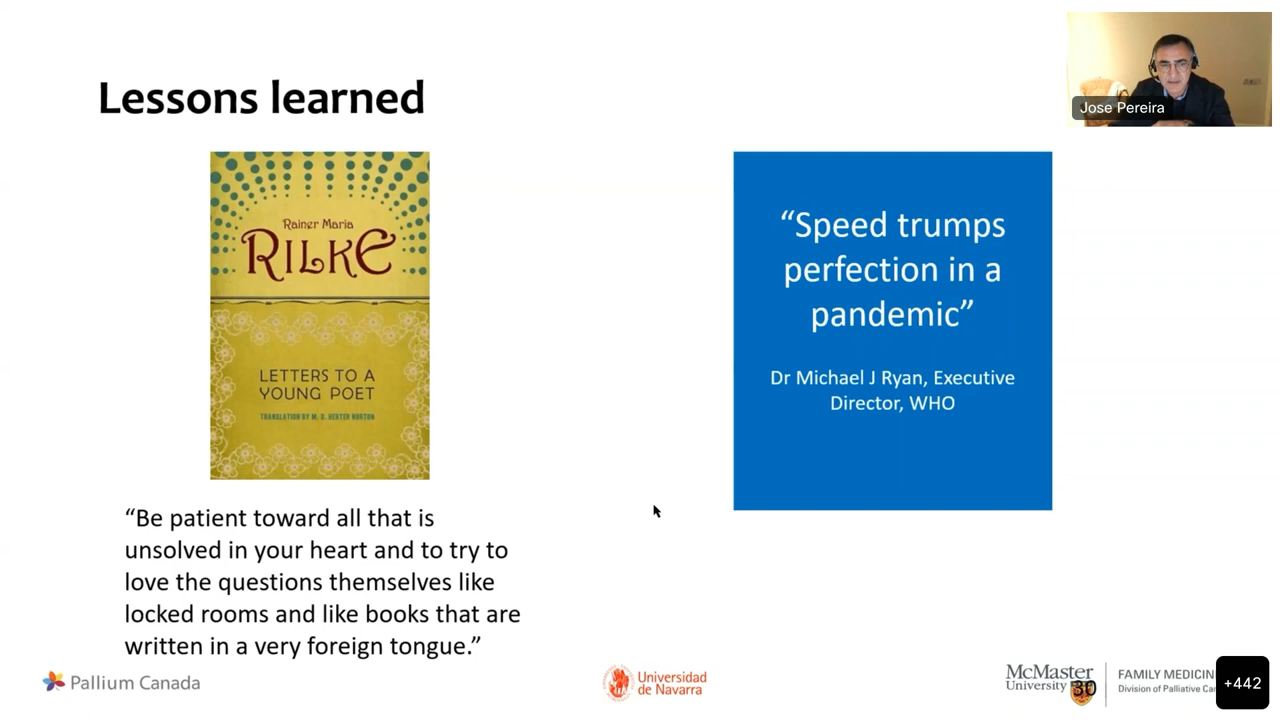 Lessons learned
Jose Pereira
Rainer Maria
RILKE
LETTERS TO A
YOUNG POET
TRANSLATION BY M. D. HERTER NORTON
“Speed trumps
perfection in a
pandemic”
Dr Michael J Ryan, Executive
Director, WHO
“Be patient toward all that is
unsolved in your heart and to try to
love the questions themselves like
locked rooms and like books that are
written in a very foreign tongue.”
Pallium Canada
Universidad
de Navarra
McMaster
University
FAMILY MEDICIN
Division of Palliative Car
+442